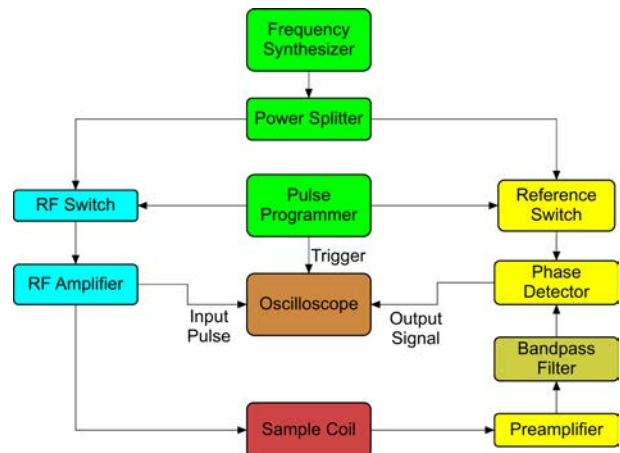 Frequency
Synthesizer
Power Splitter
RF Switch
Pulse
Programmer
Reference
Switch
Trigger
RF Amplifier
Oscilloscope
Phase
Detector
Input
Pulse
Output
Signal
Bandpass
Filter
Sample Coil
Preamplifier